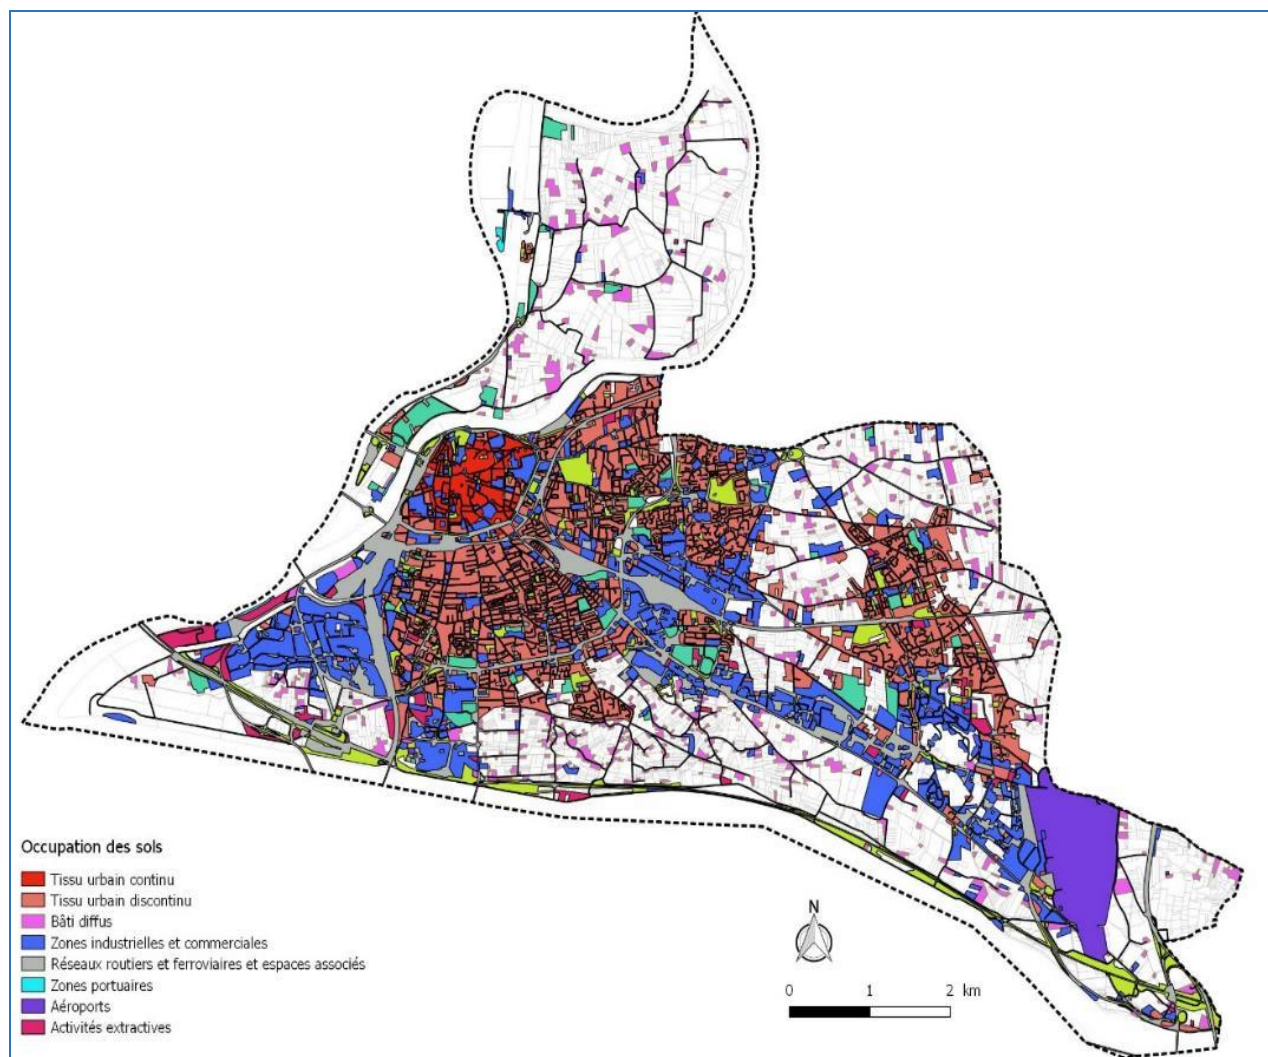 Occupation des sols
Tissu urbain continu
Tissu urbain discontinu
Bâti diffus
Zones industrielles et commerciales
Réseaux routiers et ferroviaires et espaces associés
Zones portuaires
Aéroports
Activités extractives
N
0 1 2 km